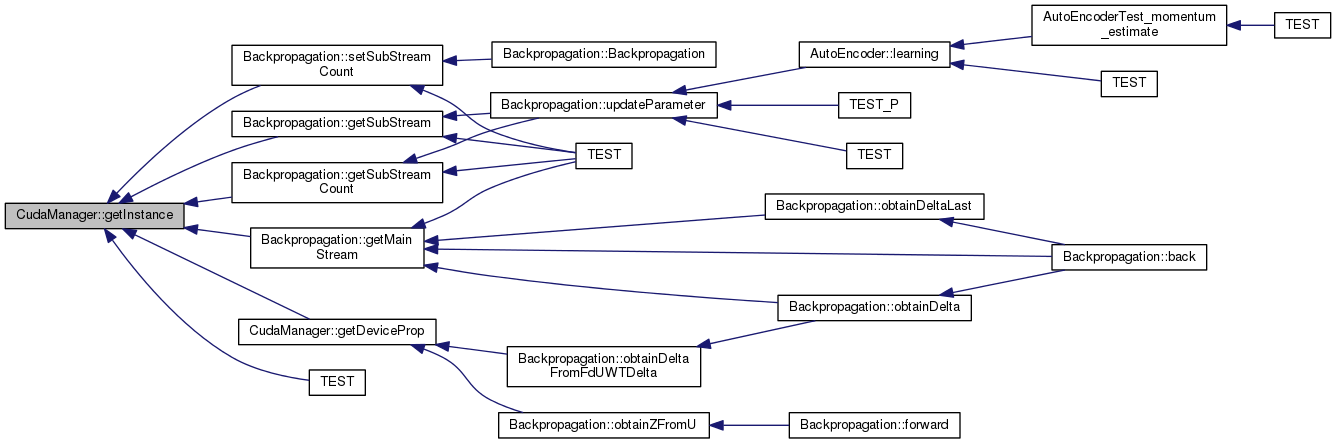 AutoEncoderTest_momentum
_estimate
TEST
Backpropagation::setSubStream
Count
Backpropagation::Backpropagation
AutoEncoder::learning
TEST
Backpropagation::updateParameter
TEST_P
Backpropagation::getSubStream
TEST
TEST
Backpropagation::getSubStream
Count
CudaManager::getInstance
Backpropagation::obtainDeltaLast
Backpropagation::getMain
Stream
Backpropagation::back
Backpropagation::obtainDelta
CudaManager::getDeviceProp
Backpropagation::obtainDelta
FromFdUWTDelta
TEST
Backpropagation::obtainZFromU
Backpropagation::forward